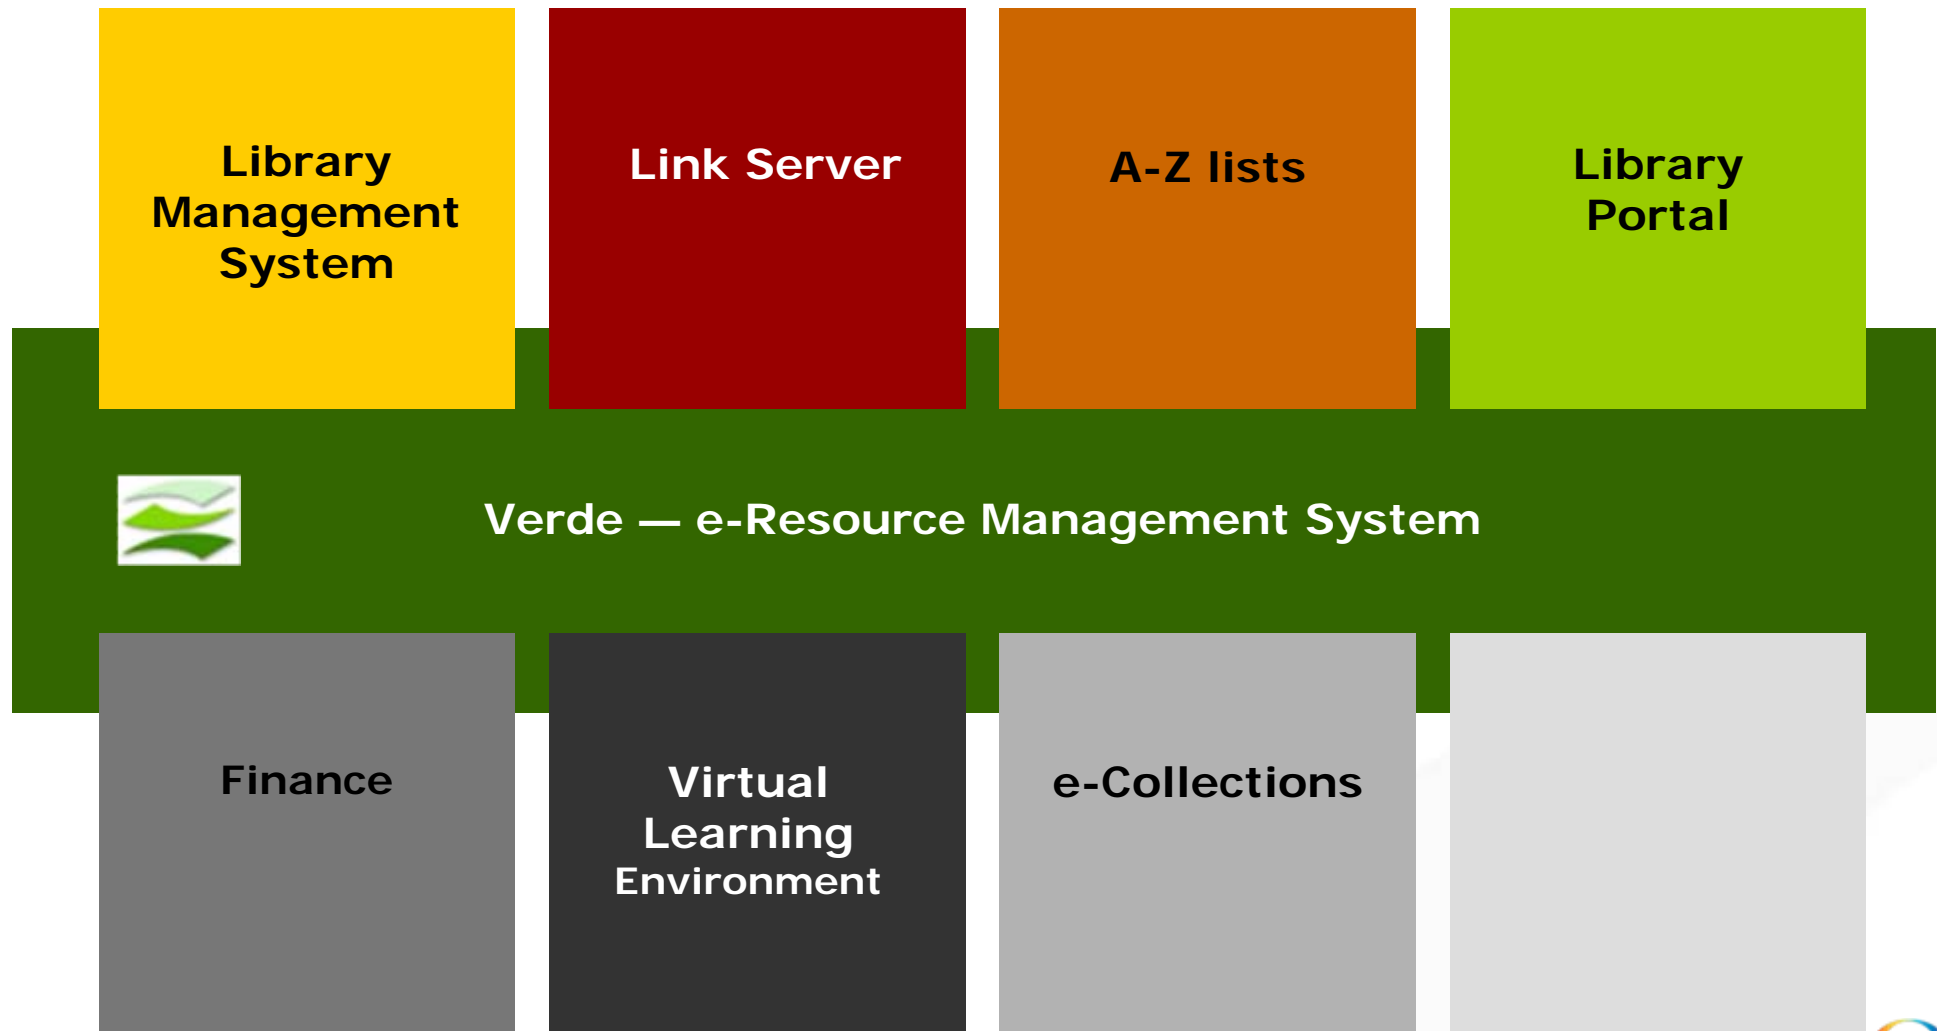 Library
Management
System
Link Server
A-Z lists
Library
Portal
Verde — e-Resource Management System
Finance
Virtual
Learning
Environment
e-Collections